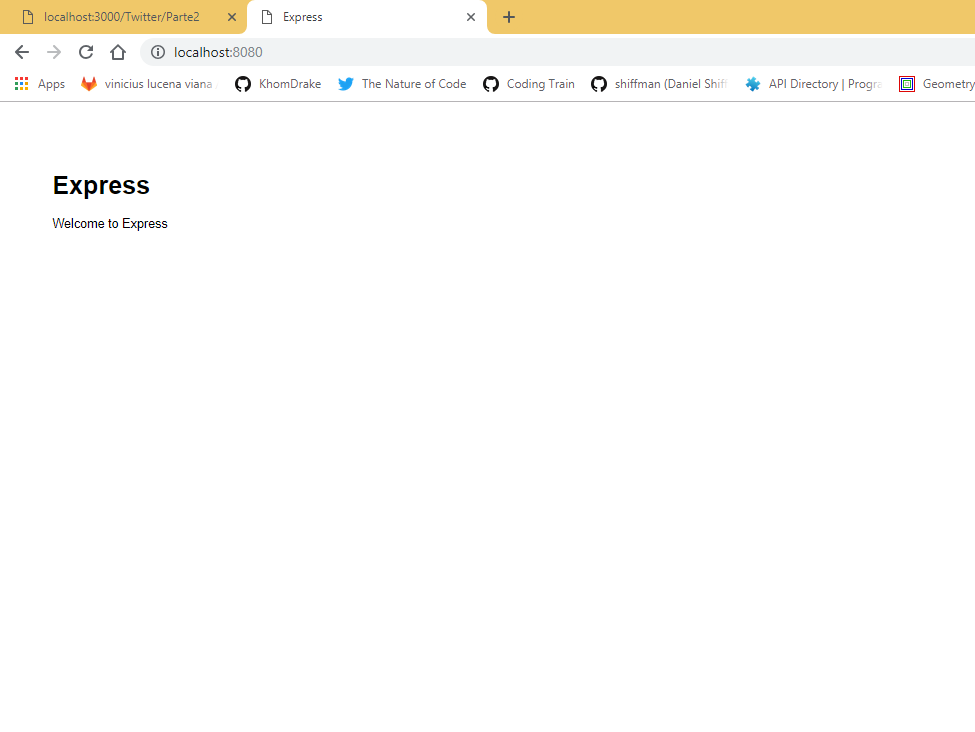 localhost:3000/Twitter/Parte2 Express
localhost:8080
Apps vinicius lucena viana KhomDrake The Nature of Code Coding Train shiffman (Daniel Shiff API Directory | Progra Geometry
Express
Welcome to Express